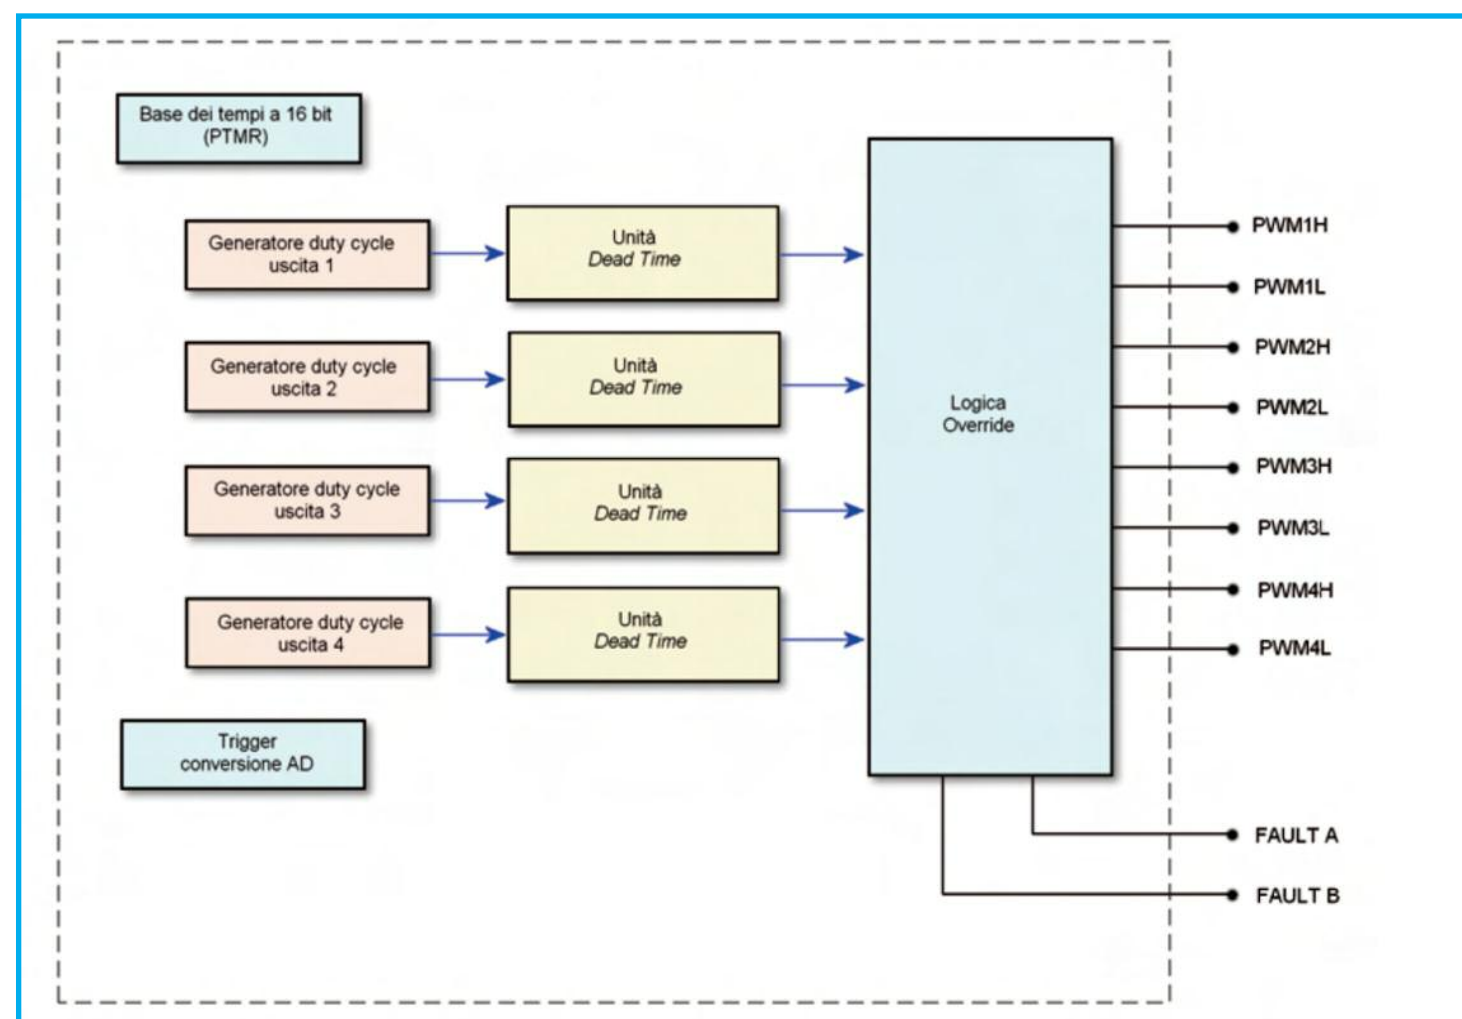 Base dei tempi a 16 bit
(PTMR)
Generatore duty cycle
uscita 1
Unità
Dead Time
Generatore duty cycle
uscita 2
Unità
Dead Time
Generatore duty cycle
uscita 3
Unità
Dead Time
Generatore duty cycle
uscita 4
Unità
Dead Time
Trigger
conversione AD
Logica
Override
PWM1H
PWM1L
PWM2H
PWM2L
PWM3H
PWM3L
PWM4H
PWM4L
FAULT A
FAULT B